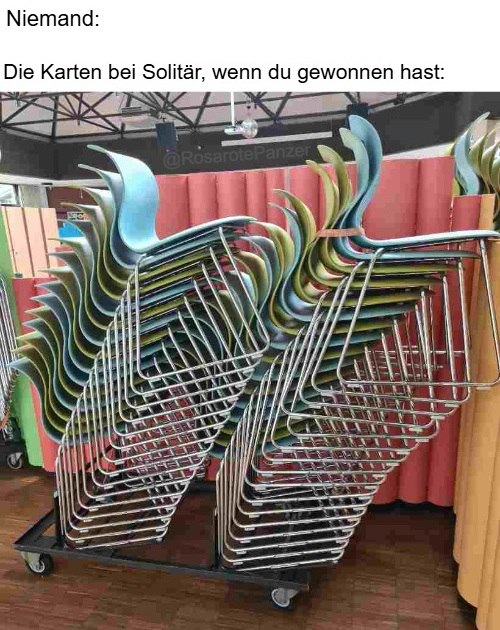 Niemand:
Die Karten bei Solitär, wenn du gewonnen hast:
@RosarotePanzer